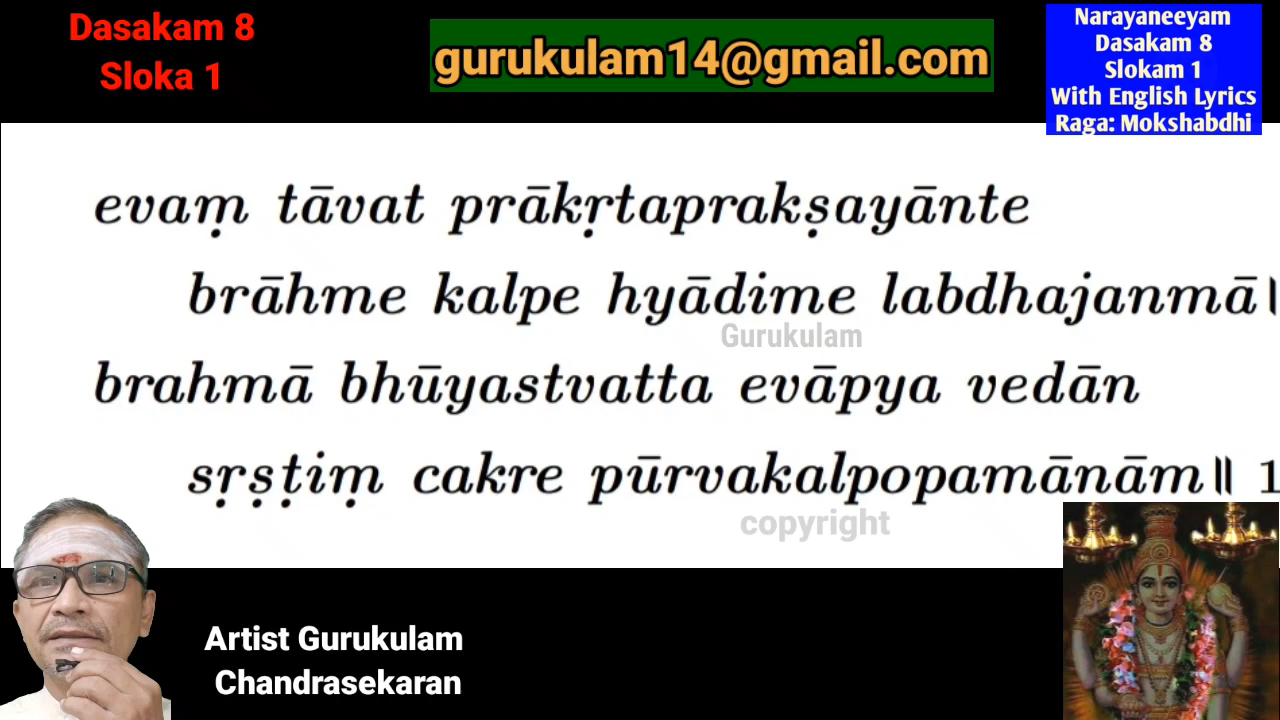 Dasakam 8
Sloka 1
gurukulam14@gmail.com
Narayaneeyam
Dasakam 8
Slokam 1
With English Lyrics
Raga: Mokshabdhi
evaṃ tāvat prākṛtaprakṣayānte
brāhme kalpe hyādime labdhajanmā|
Gurukulam
brahmā bhūyastvatta evāpya vedān
sṛṣṭiṃ cakre pūrvakalpopamānām|| 1
copyright
Artist Gurukulam
Chandrasekaran